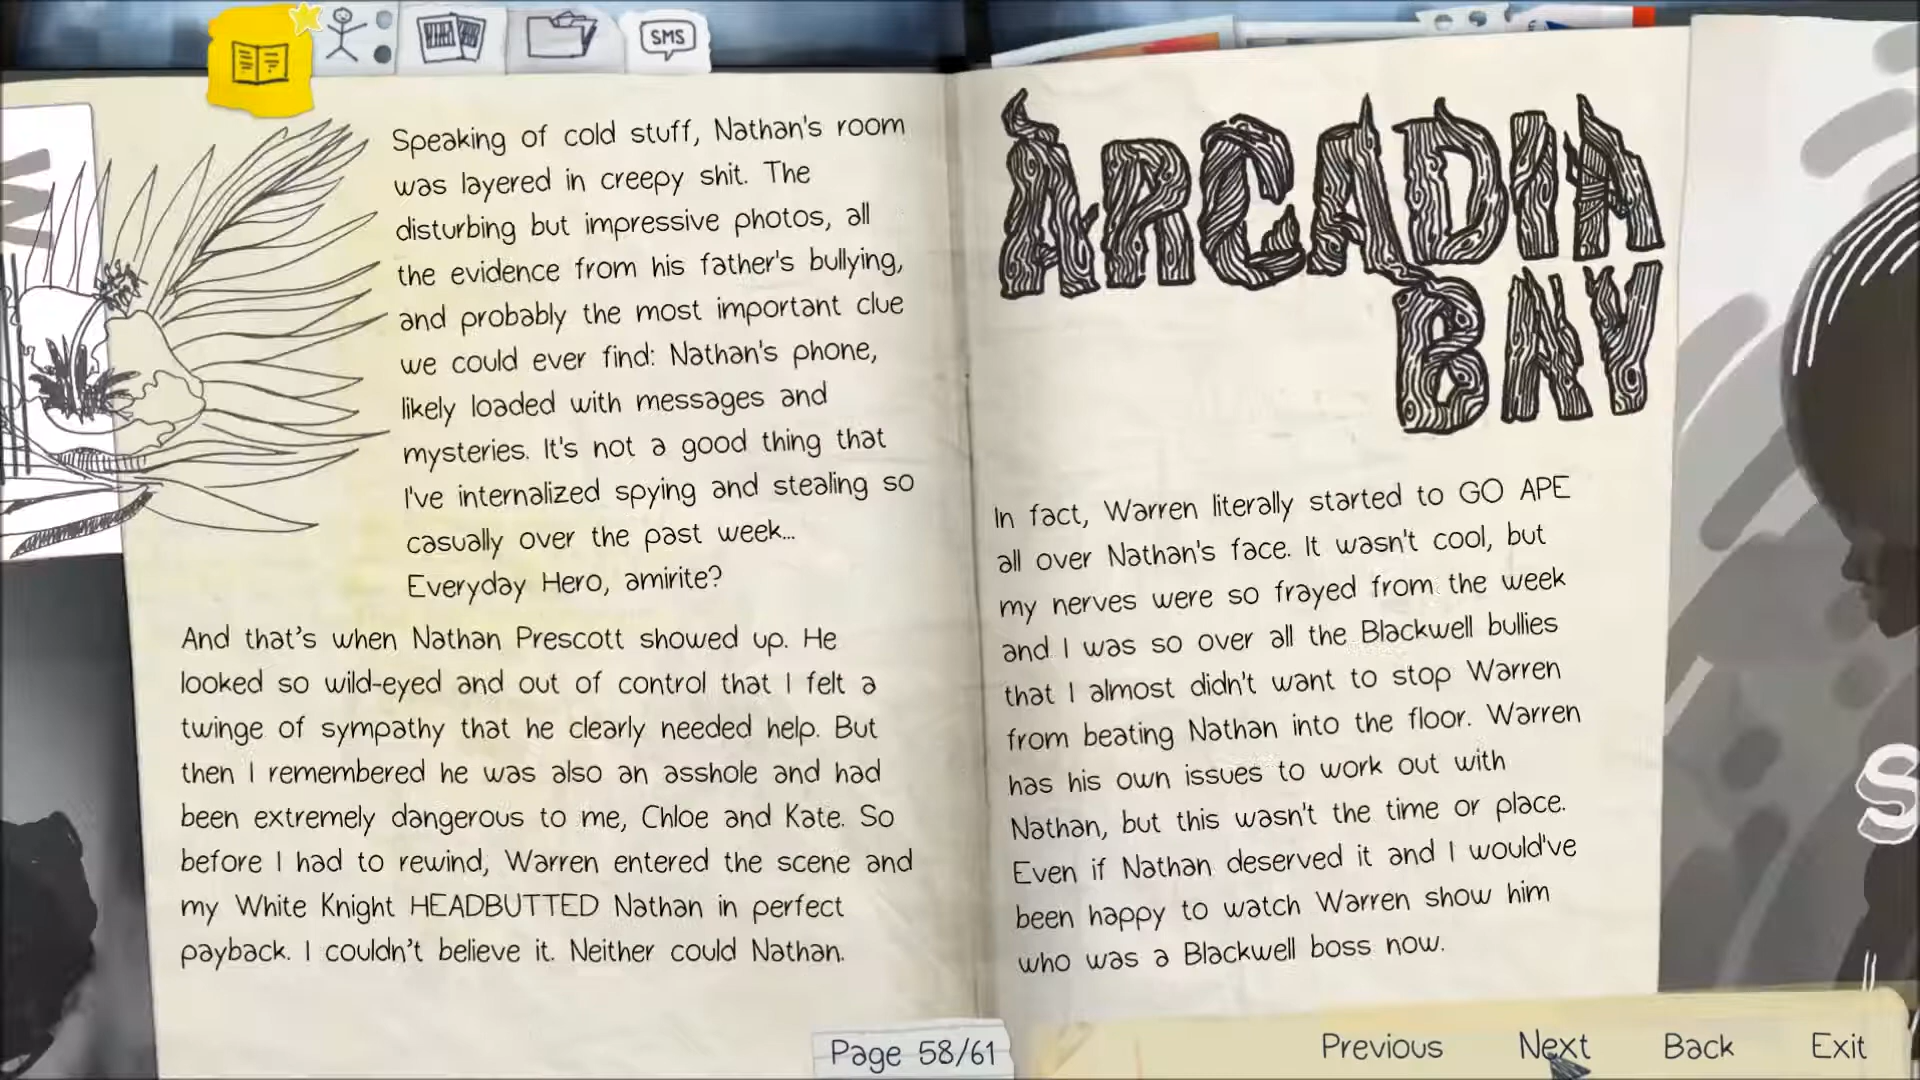 SMS
Speaking of cold stuff, Nathan's room
was layered in creepy shit. The
disturbing but impressive photos, all
the evidence from his father's bullying,
and probably the most important clue
we could ever find: Nathan's phone,
likely loaded with messages and
mysteries. It's not a good thing that
I've internalized spying and stealing so
casually over the past week...
Everyday Hero, amirite?
And that's when Nathan Prescott showed up. He
looked so wild-eyed and out of control that I felt a
twinge of sympathy that he clearly needed help. But
then I remembered he was also an asshole and had
been extremely dangerous to me, Chloe and Kate. So
before I had to rewind, Warren entered the scene and
my White Knight HEADBUTTED Nathan in perfect
payback. I couldn't believe it. Neither could Nathan.
ARCADIA
BAY
In fact, Warren literally started to GO APE
all over Nathan's face. It wasn't cool, but
my nerves were so frayed from the week
and I was so over all the Blackwell bullies
that I almost didn't want to stop Warren
from beating Nathan into the floor. Warren
has his own issues to work out with
Nathan, but this wasn't the time or place.
Even if Nathan deserved it and I would've
been happy to watch Warren show him
who was a Blackwell boss now.
S
Page 58/61
Previous Next Back Exit